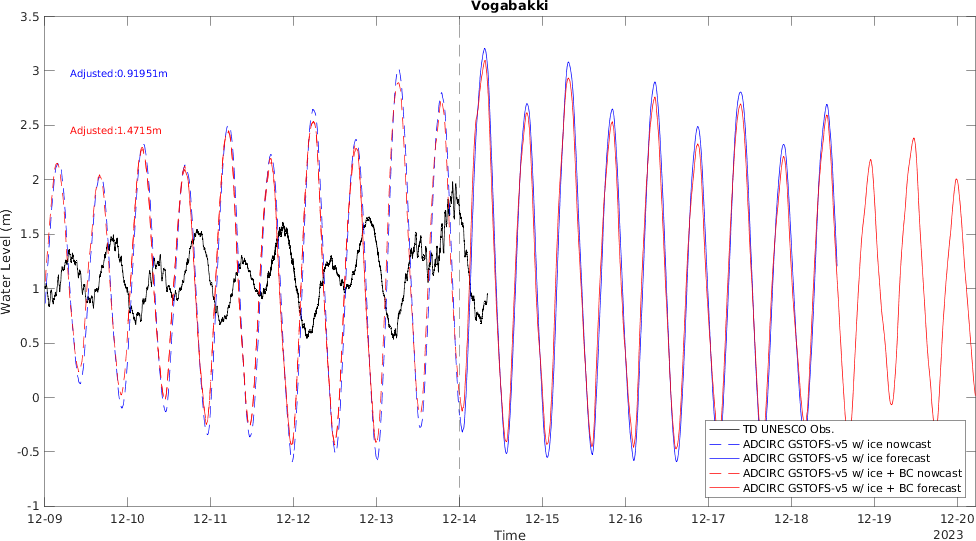 Vogabakki
3.5
3
2.5
2
1.5
1
0.5
0
-0.5
-1
Water Level (m)
Adjusted:0.91951m
Adjusted:1.4715m
TD UNESCO Obs.
ADCIRC GSTOFS-v5 w/ ice nowcast
ADCIRC GSTOFS-v5 w/ ice forecast
ADCIRC GSTOFS-v5 w/ ice + BC nowcast
ADCIRC GSTOFS-v5 w/ ice + BC forecast
12-09 12-10 12-11 12-12 12-13 12-14 12-15 12-16 12-17 12-18 12-19 12-20
Time
2023